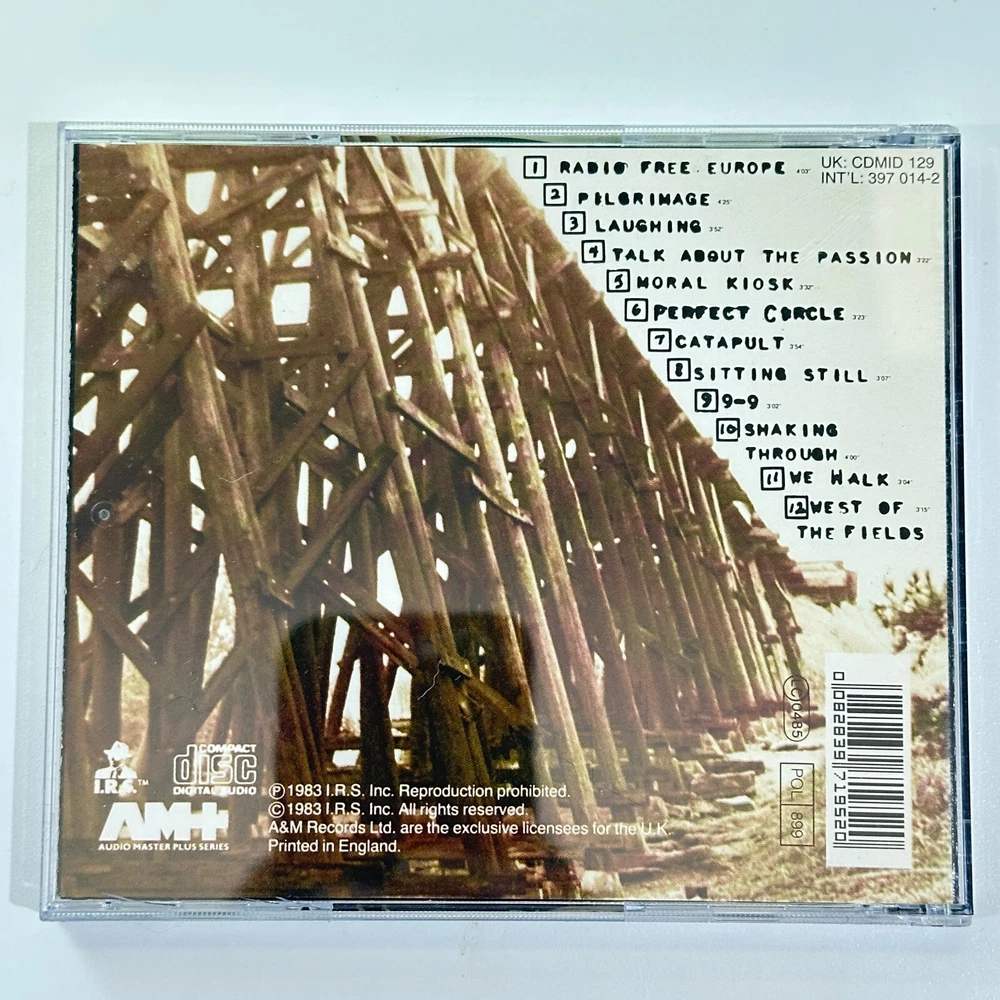 1 RADIO FREE EUROPE 4'03"
2 PILGRIMAGE 4'25"
3 LAUGHING 3'52"
4 TALK ABOUT THE PASSION 3'22"
5 MORAL KIOSK 3'32"
6 PERFECT CIRCLE 3'23"
7 CATAPULT 3'54"
8 SITTING STILL 3'07"
9 9-9 3'02"
10 SHAKING
THROUGH 4'00"
11 WE WALK 3'04"
12 WEST OF 3'15"
THE FIELDS
UK: CDMID 129
INT'L: 397 014-2
LC 0485
POL 899
0 082839 719520
I.R.S.™
COMPACT
disc
DIGITAL AUDIO
AM+
AUDIO MASTER PLUS SERIES
Ⓟ 1983 I.R.S. Inc. Reproduction prohibited.
© 1983 I.R.S. Inc. All rights reserved.
A&M Records Ltd. are the exclusive licensees for the U.K.
Printed in England.